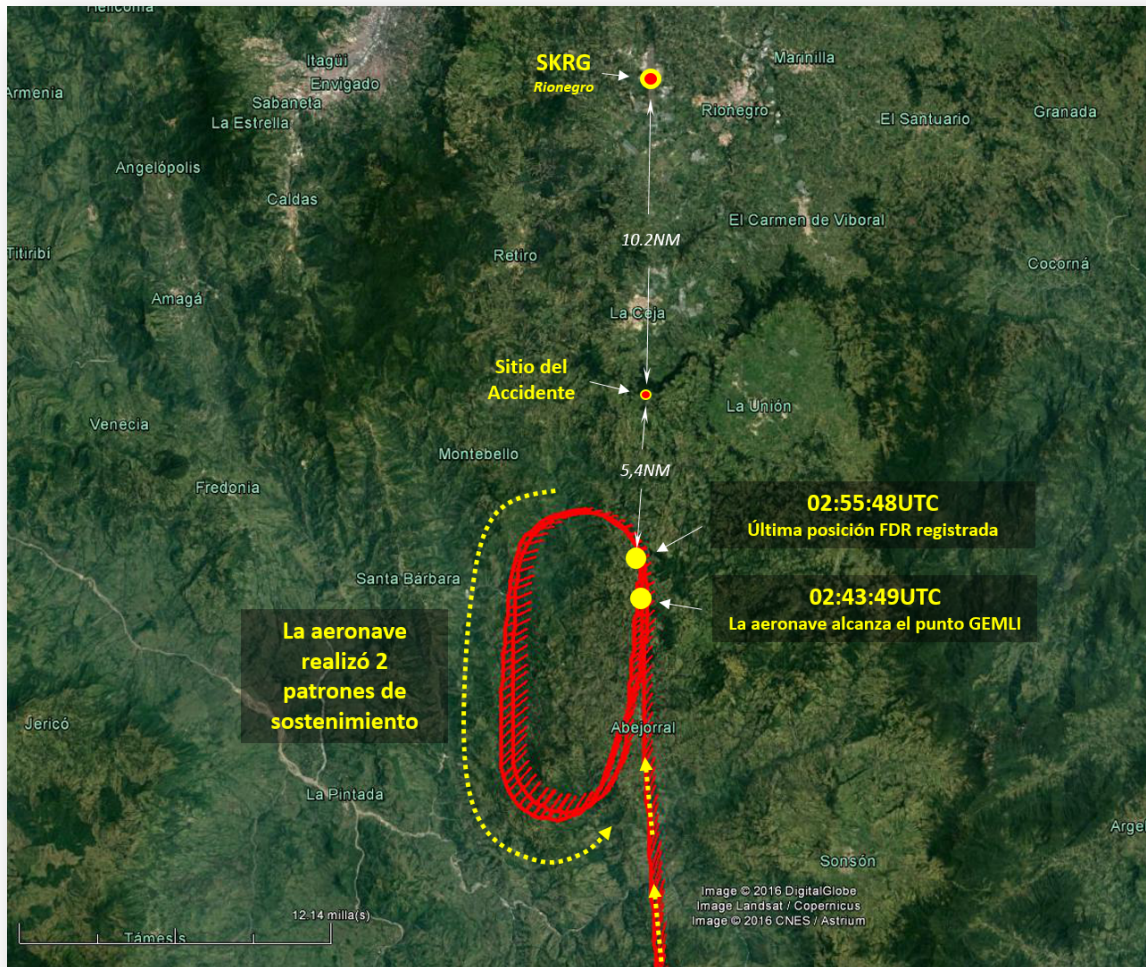 Heliconia
Itagüí
Envigado
Sabaneta
La Estrella
Armenia
SKRG
Rionegro
Marinilla
Rionegro
El Santuario
Granada
Angelópolis
Caldas
Titiribí
Amagá
Retiro
10.2NM
El Carmen de Viboral
Cocorná
La Ceja
Sitio del
Accidente
La Unión
Venecia
Montebello
5,4NM
Fredonia
02:55:48UTC
Última posición FDR registrada
Santa Bárbara
02:43:49UTC
La aeronave alcanza el punto GEMLI
La aeronave
realizó 2
patrones de
sostenimiento
Jericó
Abejorral
La Pintada
Arge
Sonsón
Image © 2016 DigitalGlobe
Image Landsat / Copernicus
Image © 2016 CNES / Astrium
12.14 milla(s)
Támesis